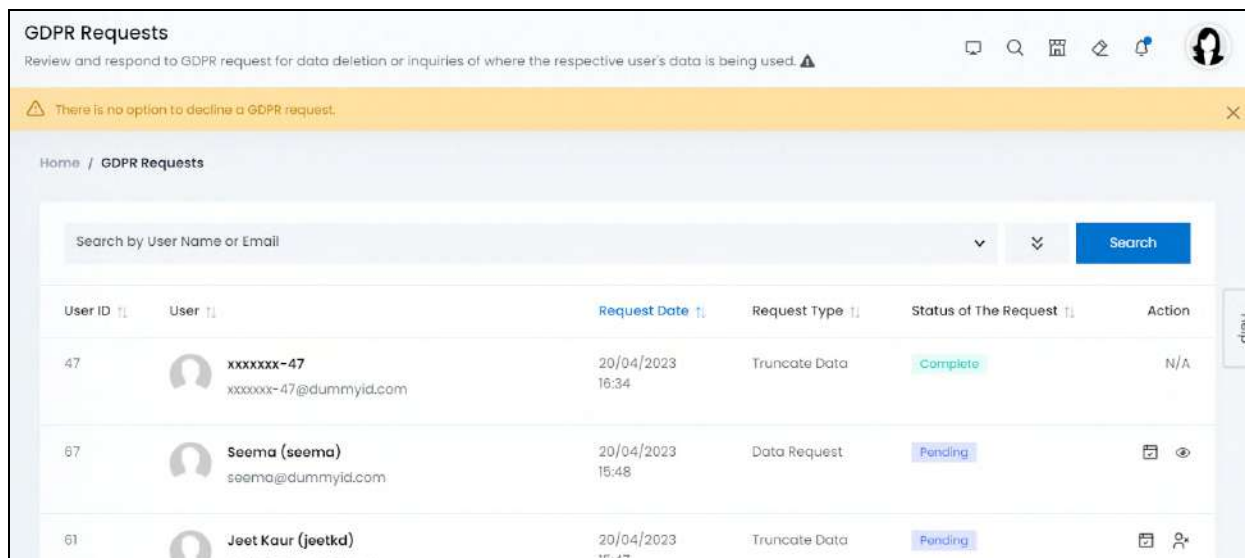 GDPR Requests
Review and respond to GDPR request for data deletion or inquiries of where the respective user's data is being used.
There is no option to decline a GDPR request.
Home / GDPR Requests
Search by User Name or Email
Search
User ID User Request Date Request Type Status of The Request Action
47 xxxxxxx-47 20/04/2023 Truncate Data Complete N/A
xxxxxxx-47@dummyid.com 16:34
67 Seema (seema) 20/04/2023 Data Request Pending
seema@dummyid.com 15:48
61 Jeet Kaur (jeetkd) 20/04/2023 Truncate Data Pending
Help